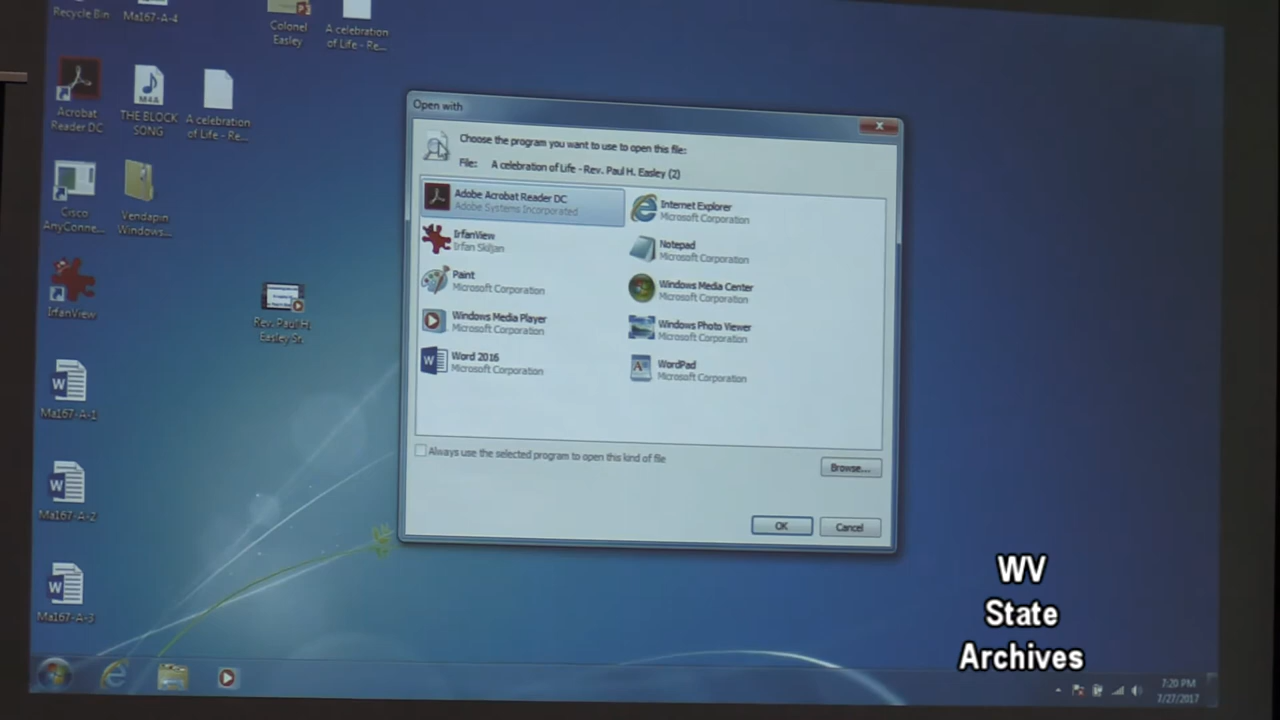 Recycle Bin
Ma167-A-4
Colonel
Easley
A celebration
of Life - Re...
Acrobat
Reader DC
M4A
THE BLOCK
SONG
A celebration
of Life - Re...
Cisco
AnyConne...
Vendapin
Windows...
IrfanView
Rev. Paul H.
Easley Sr.
Ma167-A-1
Ma167-A-2
Ma167-A-3
Open with
Choose the program you want to use to open this file:
File: A celebration of Life - Rev. Paul H. Easley (2)
Adobe Acrobat Reader DC
Adobe Systems Incorporated
Internet Explorer
Microsoft Corporation
IrfanView
Irfan Skiljan
Notepad
Microsoft Corporation
Paint
Microsoft Corporation
Windows Media Center
Microsoft Corporation
Windows Media Player
Microsoft Corporation
Windows Photo Viewer
Microsoft Corporation
Word 2016
Microsoft Corporation
WordPad
Microsoft Corporation
Always use the selected program to open this kind of file
Browse...
OK
Cancel
WV
State
Archives
7:20 PM
7/27/2017